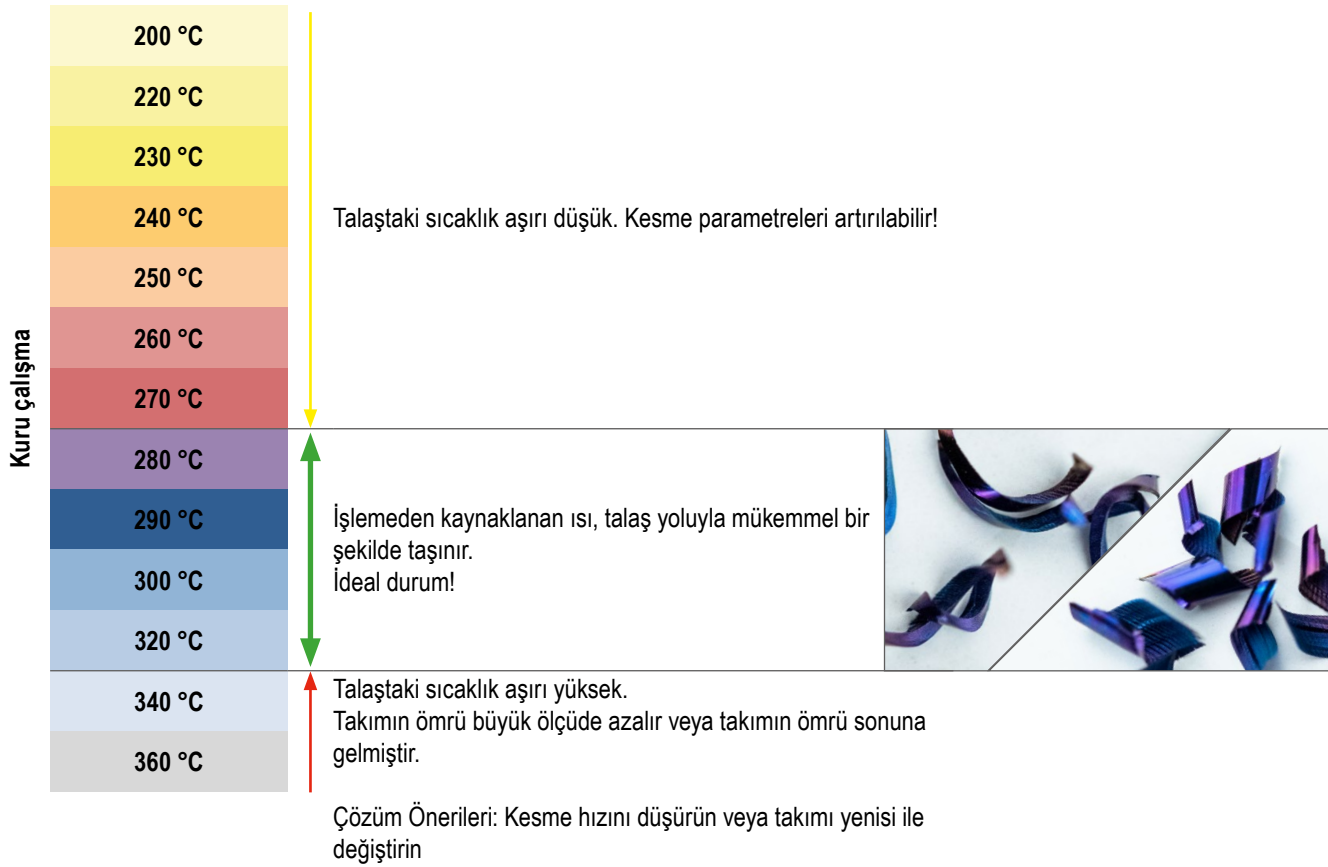 Kuru çalışma
200 °C
220 °C
230 °C
240 °C
250 °C
260 °C
270 °C
Talaştaki sıcaklık aşırı düşük. Kesme parametreleri artırılabilir!
280 °C
290 °C
300 °C
320 °C
İşlemeden kaynaklanan ısı, talaş yoluyla mükemmel bir
şekilde taşınır.
İdeal durum!
340 °C
360 °C
Talaştaki sıcaklık aşırı yüksek.
Takımın ömrü büyük ölçüde azalır veya takımın ömrü sonuna
gelmiştir.
Çözüm Önerileri: Kesme hızını düşürün veya takımı yenisi ile
değiştirin